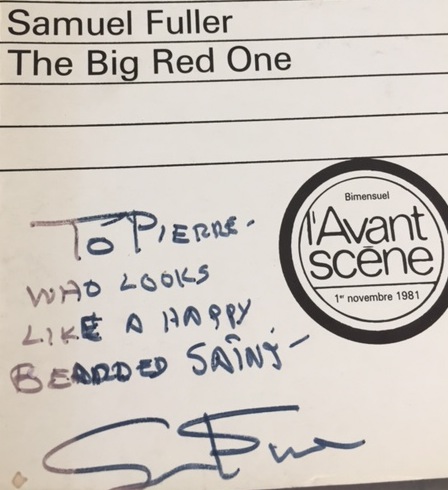 Samuel Fuller
The Big Red One
Bimensuel
l'Avant
scène
1er novembre 1981
TO PIERRE-
WHO LOOKS
LIKE A HAPPY
BEARDED SAINT-